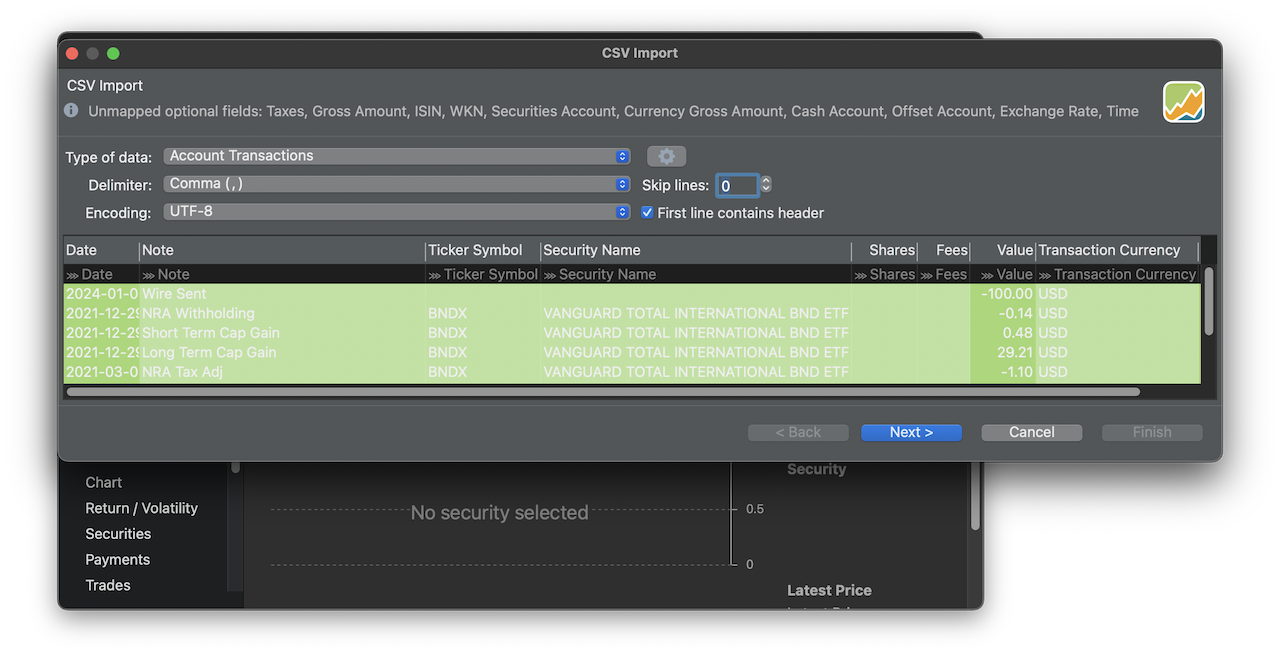 CSV Import
CSV Import
Unmapped optional fields: Taxes, Gross Amount, ISIN, WKN, Securities Account, Currency Gross Amount, Cash Account, Offset Account, Exchange Rate, Time
Type of data: Account Transactions
Delimiter: Comma (,) Skip lines: 0
Encoding: UTF-8 First line contains header
Date Note Ticker Symbol Security Name Shares Fees Value Transaction Currency
>>> Date >>> Note >>> Ticker Symbol >>> Security Name >>> Shares >>> Fees >>> Value >>> Transaction Currency
2024-01-0 Wire Sent -100.00 USD
2021-12-29 NRA Withholding BNDX VANGUARD TOTAL INTERNATIONAL BND ETF -0.14 USD
2021-12-29 Short Term Cap Gain BNDX VANGUARD TOTAL INTERNATIONAL BND ETF 0.48 USD
2021-12-29 Long Term Cap Gain BNDX VANGUARD TOTAL INTERNATIONAL BND ETF 29.21 USD
2021-03-0 NRA Tax Adj BNDX VANGUARD TOTAL INTERNATIONAL BND ETF -1.10 USD
< Back Next > Cancel Finish
Security
Chart
Return / Volatility
No security selected
0.5
Securities
Payments
0
Trades
Latest Price